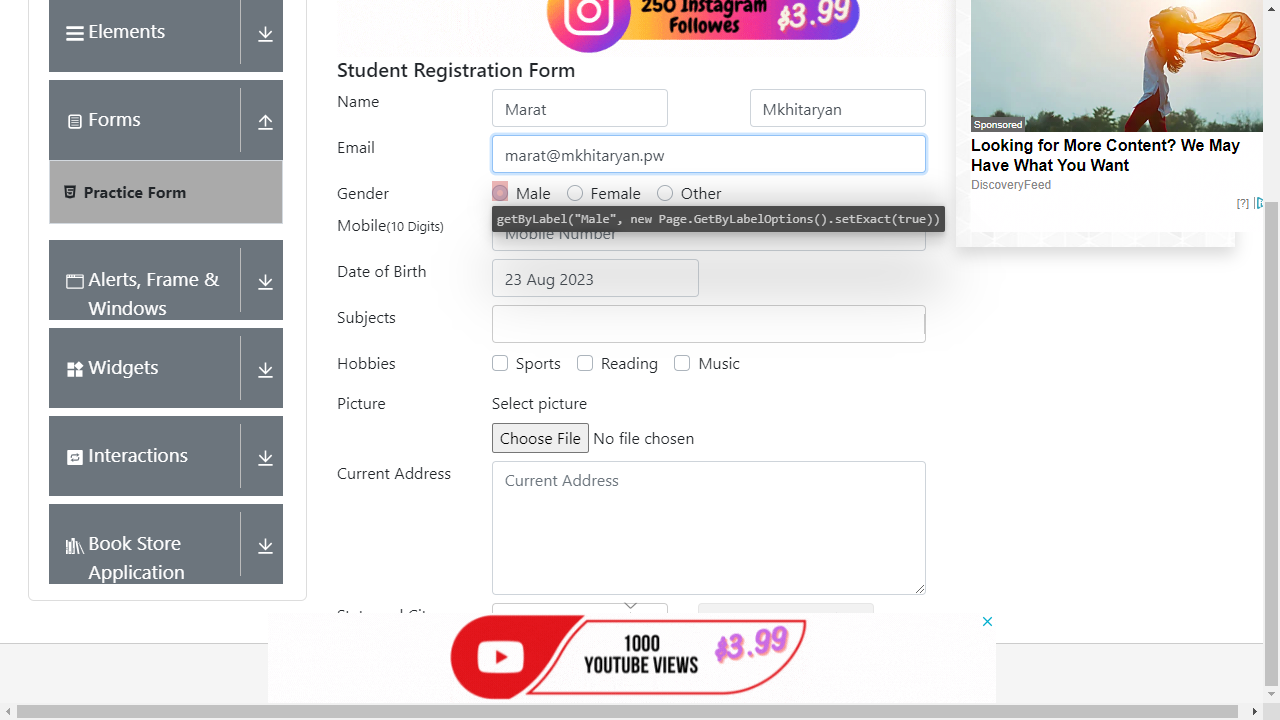 Elements
Forms
Practice Form
Alerts, Frame &
Windows
Widgets
Interactions
Book Store
Application
250 Instagram
Followes
$3.99
Student Registration Form
Name
Marat
Mkhitaryan
Email
marat@mkhitaryan.pw
Gender
Male
Female
Other
getByLabel("Male", new Page.GetByLabelOptions().setExact(true))
Mobile(10 Digits)
Mobile Number
Date of Birth
23 Aug 2023
Subjects
Hobbies
Sports
Reading
Music
Picture
Select picture
Choose File No file chosen
Current Address
Current Address
State and City
Sponsored
Looking for More Content? We May
Have What You Want
DiscoveryFeed
[?]
1000
YOUTUBE VIEWS
$3.99